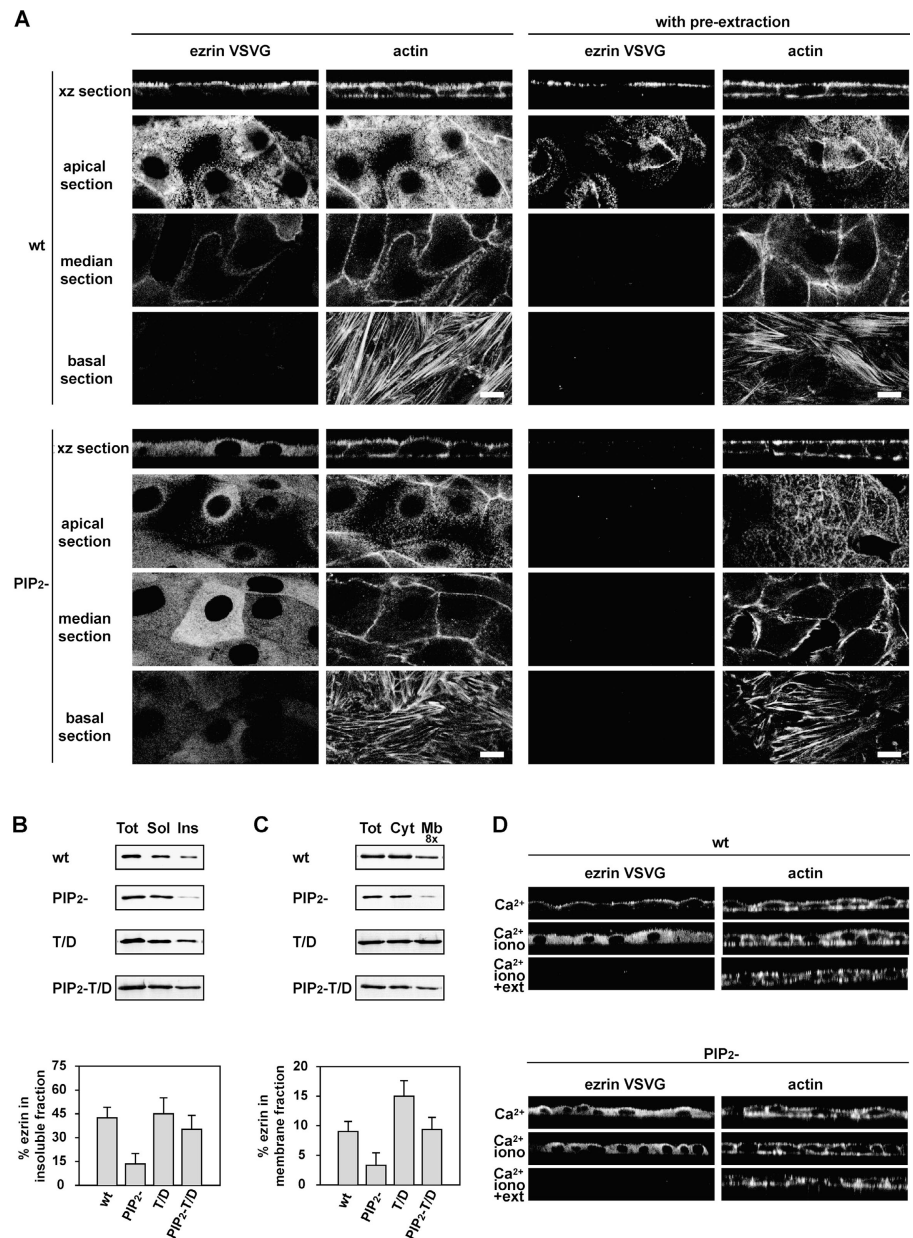 A
with pre-extraction
ezrin VSVG
actin
ezrin VSVG
actin
wt
xz section
apical
section
median
section
basal
section
PIP2-
xz section
apical
section
median
section
basal
section
B
Tot Sol Ins
wt
PIP2-
T/D
PIP2-T/D
% ezrin in
insoluble fraction
75
60
45
30
15
0
wt
PIP2-
T/D
PIP2-T/D
C
Tot Cyt Mb
8x
wt
PIP2-
T/D
PIP2-T/D
% ezrin in
membrane fraction
20
15
10
5
0
wt
PIP2-
T/D
PIP2-T/D
D
wt
ezrin VSVG
actin
Ca2+
Ca2+
iono
Ca2+
iono
+ext
PIP2-
ezrin VSVG
actin
Ca2+
Ca2+
iono
Ca2+
iono
+ext